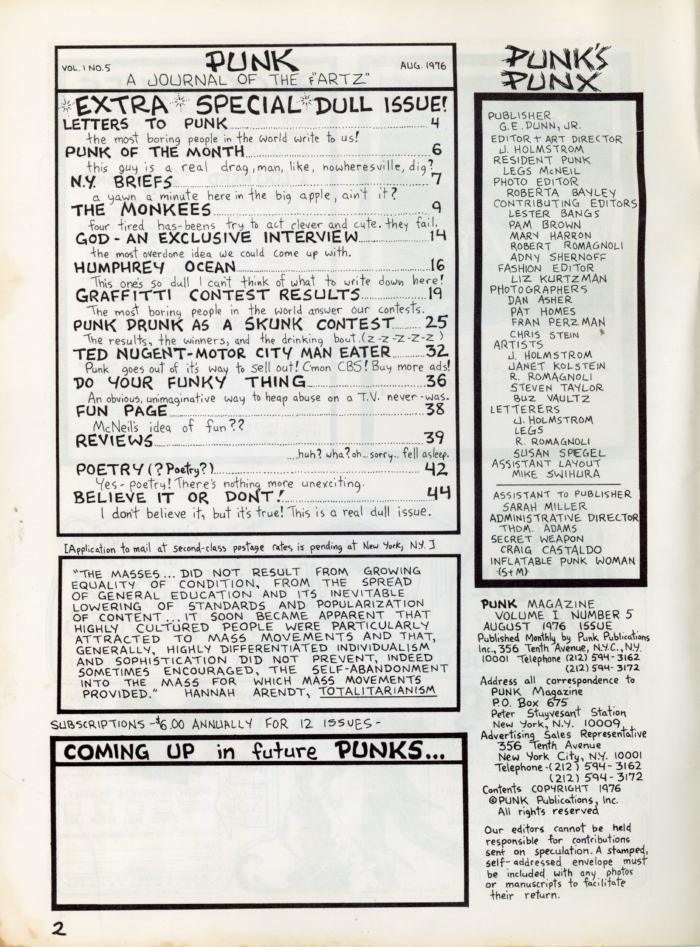 VOL. 1 NO. 5
PUNK
AUG. 1976
A JOURNAL OF THE "ARTZ"
*EXTRA * SPECIAL * DULL ISSUE!
LETTERS TO PUNK 4
the most boring people in the world write to us!
PUNK OF THE MONTH 6
this guy is a real drag, man, like, nowheresville, dig?
N.Y. BRIEFS 7
a yawn a minute here in the big apple, ain't it?
THE MONKEES 9
four tired has-beens try to act clever and cute. they fail.
GOD - AN EXCLUSIVE INTERVIEW 14
the most overdone idea we could come up with.
HUMPHREY OCEAN 16
This one's so dull I can't think of what to write down here!
GRAFFITTI CONTEST RESULTS 19
The most boring people in the world answer our contests.
PUNK DRUNK AS A SKUNK CONTEST 25
The results, the winners, and the drinking bout. (z-z-z-z-z)
TED NUGENT-MOTOR CITY MAN EATER 32
Punk goes out of it's way to sell out! C'mon CBS! Buy more ads!
DO YOUR FUNKY THING 36
An obvious, unimaginative way to heap abuse on a T.V. never-was.
FUN PAGE 38
McNeil's idea of fun??
REVIEWS 39
...huh? wha? oh... sorry.. fell asleep.
POETRY (? Poetry?) 42
Yes - poetry! There's nothing more unexciting.
BELIEVE IT OR DONT! 44
I don't believe it, but it's true! This is a real dull issue.
[Application to mail at second-class postage rates is pending at New York, N.Y. ]
"THE MASSES... DID NOT RESULT FROM GROWING
EQUALITY OF CONDITION, FROM THE SPREAD
OF GENERAL EDUCATION AND ITS INEVITABLE
LOWERING OF STANDARDS AND POPULARIZATION
OF CONTENT... IT SOON BECAME APPARENT THAT
HIGHLY CULTURED PEOPLE WERE PARTICULARLY
ATTRACTED TO MASS MOVEMENTS AND THAT,
GENERALLY, HIGHLY DIFFERENTIATED INDIVIDUALISM
AND SOPHISTICATION DID NOT PREVENT, INDEED
SOMETIMES ENCOURAGED, THE SELF-ABANDONMENT
INTO THE MASS FOR WHICH MASS MOVEMENTS
PROVIDED." HANNAH ARENDT, TOTALITARIANISM
SUBSCRIPTIONS -$6.00 ANNUALLY FOR 12 ISSUES-
COMING UP in future PUNKS...
2
PUNK'S
PUNX
PUBLISHER
G.E. DUNN, JR.
EDITOR + ART DIRECTOR
J. HOLMSTROM
RESIDENT PUNK
LEGS McNEIL
PHOTO EDITOR
ROBERTA BAYLEY
CONTRIBUTING EDITORS
LESTER BANGS
PAM BROWN
MARY HARRON
ROBERT ROMAGNOLI
ADNY SHERNOFF
FASHION EDITOR
LIZ KURTZMAN
PHOTOGRAPHERS
DAN ASHER
PAT HOMES
FRAN PERZMAN
CHRIS STEIN
ARTISTS
J. HOLMSTROM
JANET KOLSTEIN
R. ROMAGNOLI
STEVEN TAYLOR
BUZ VAULTZ
LETTERERS
J. HOLMSTROM
LEGS
R. ROMAGNOLI
SUSAN SPEGEL
ASSISTANT LAYOUT
MIKE SWIHURA
ASSISTANT TO PUBLISHER
SARAH MILLER
ADMINISTRATIVE DIRECTOR
THOM. ADAMS
SECRET WEAPON
CRAIG CASTALDO
INFLATABLE PUNK WOMAN
(S+M)
PUNK MAGAZINE
VOLUME I NUMBER 5
AUGUST 1976 ISSUE
Published Monthly by Punk Publications
Inc., 356 Tenth Avenue, N.Y.C., N.Y.
10001 Telephone (212) 594-3162
(212) 594-3172
Address all correspondence to
PUNK Magazine
P.O. Box 675
Peter Stuyvesant Station
New York, N.Y. 10009
Advertising Sales Representative
356 Tenth Avenue
New York City, N.Y. 10001
Telephone-(212) 594-3162
(212) 594-3172
Contents COPYRIGHT 1976
©PUNK Publications, Inc.
All rights reserved
Our editors cannot be held
responsible for contributions
sent on speculation. A stamped,
self-addressed envelope must
be included with any photos
or manuscripts to facilitate
their return.